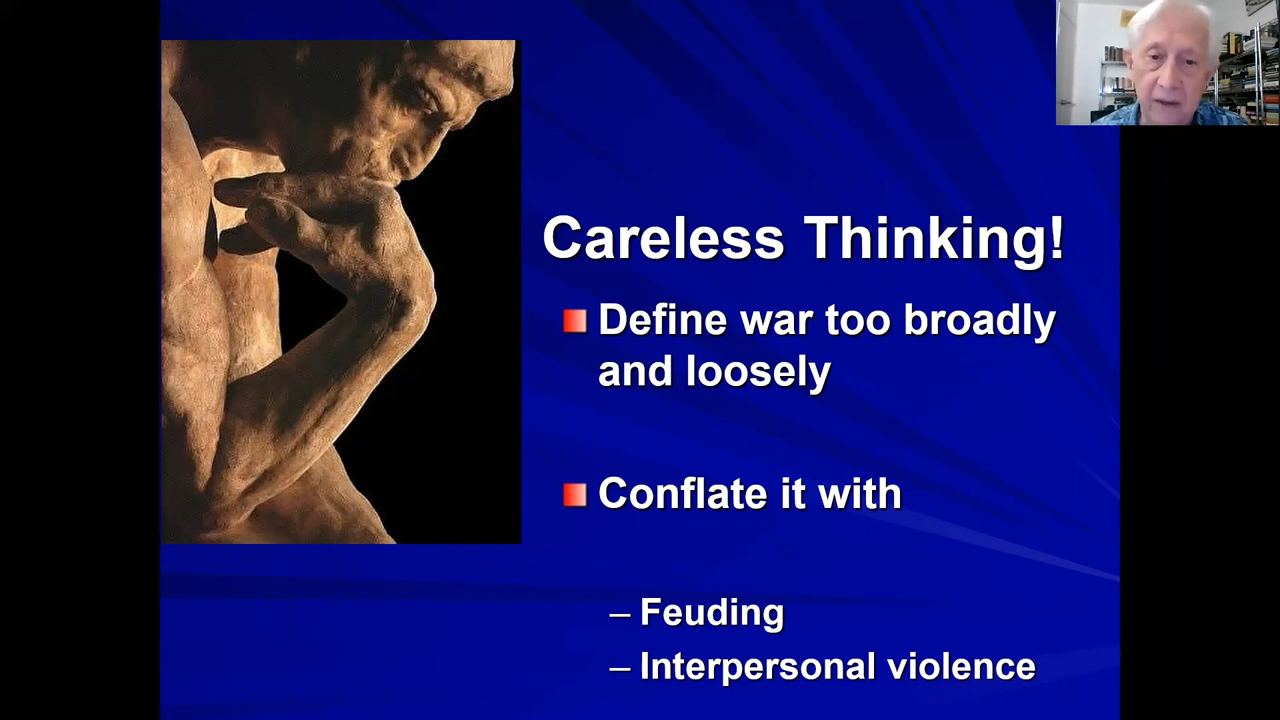 Careless Thinking!
Define war too broadly
and loosely
Conflate it with
– Feuding
– Interpersonal violence